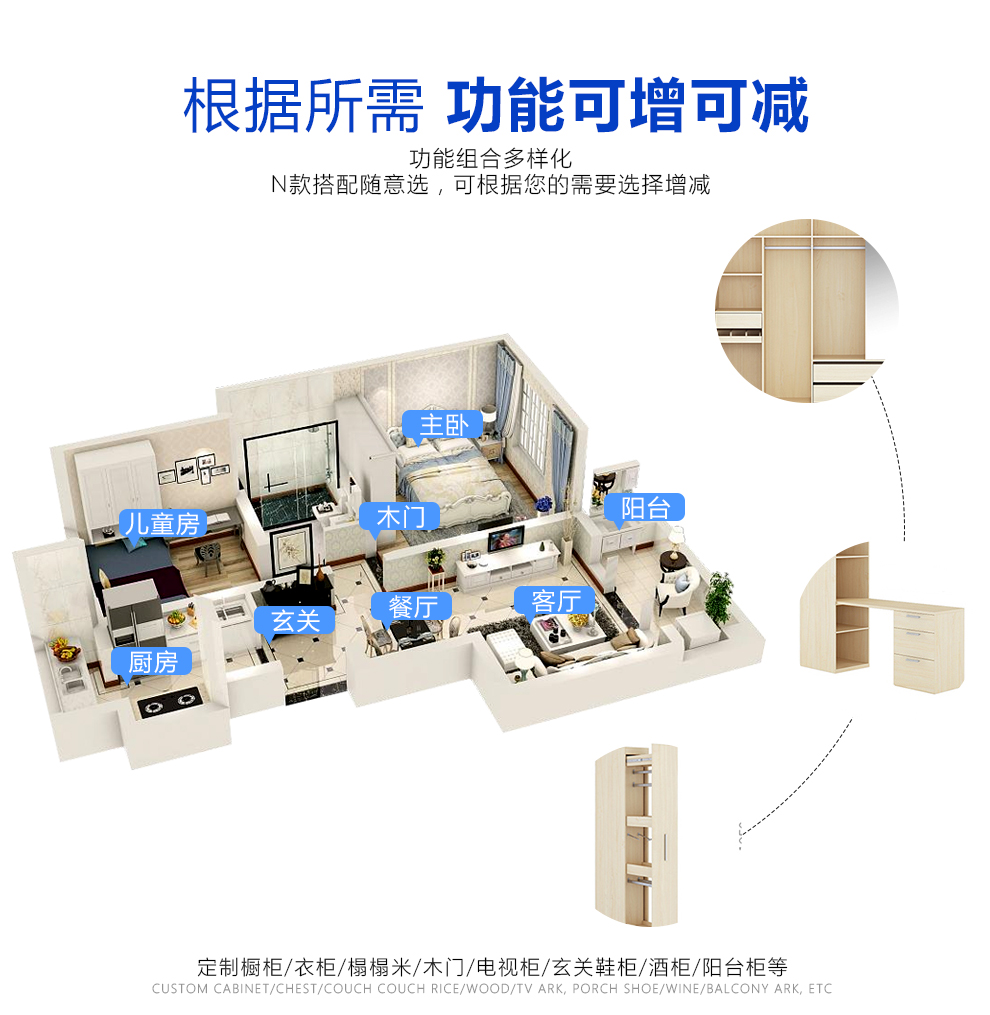 根据所需 功能可增可减
功能组合多样化
N款搭配随意选，可根据您的需要选择增减
主卧
阳台
木门
儿童房
客厅
餐厅
玄关
厨房
定制橱柜/衣柜/榻榻米/木门/电视柜/玄关鞋柜/酒柜/阳台柜等
CUSTOM CABINET/CHEST/COUCH COUCH RICE/WOOD/TV ARK, PORCH SHOE/WINE/BALCONY ARK, ETC